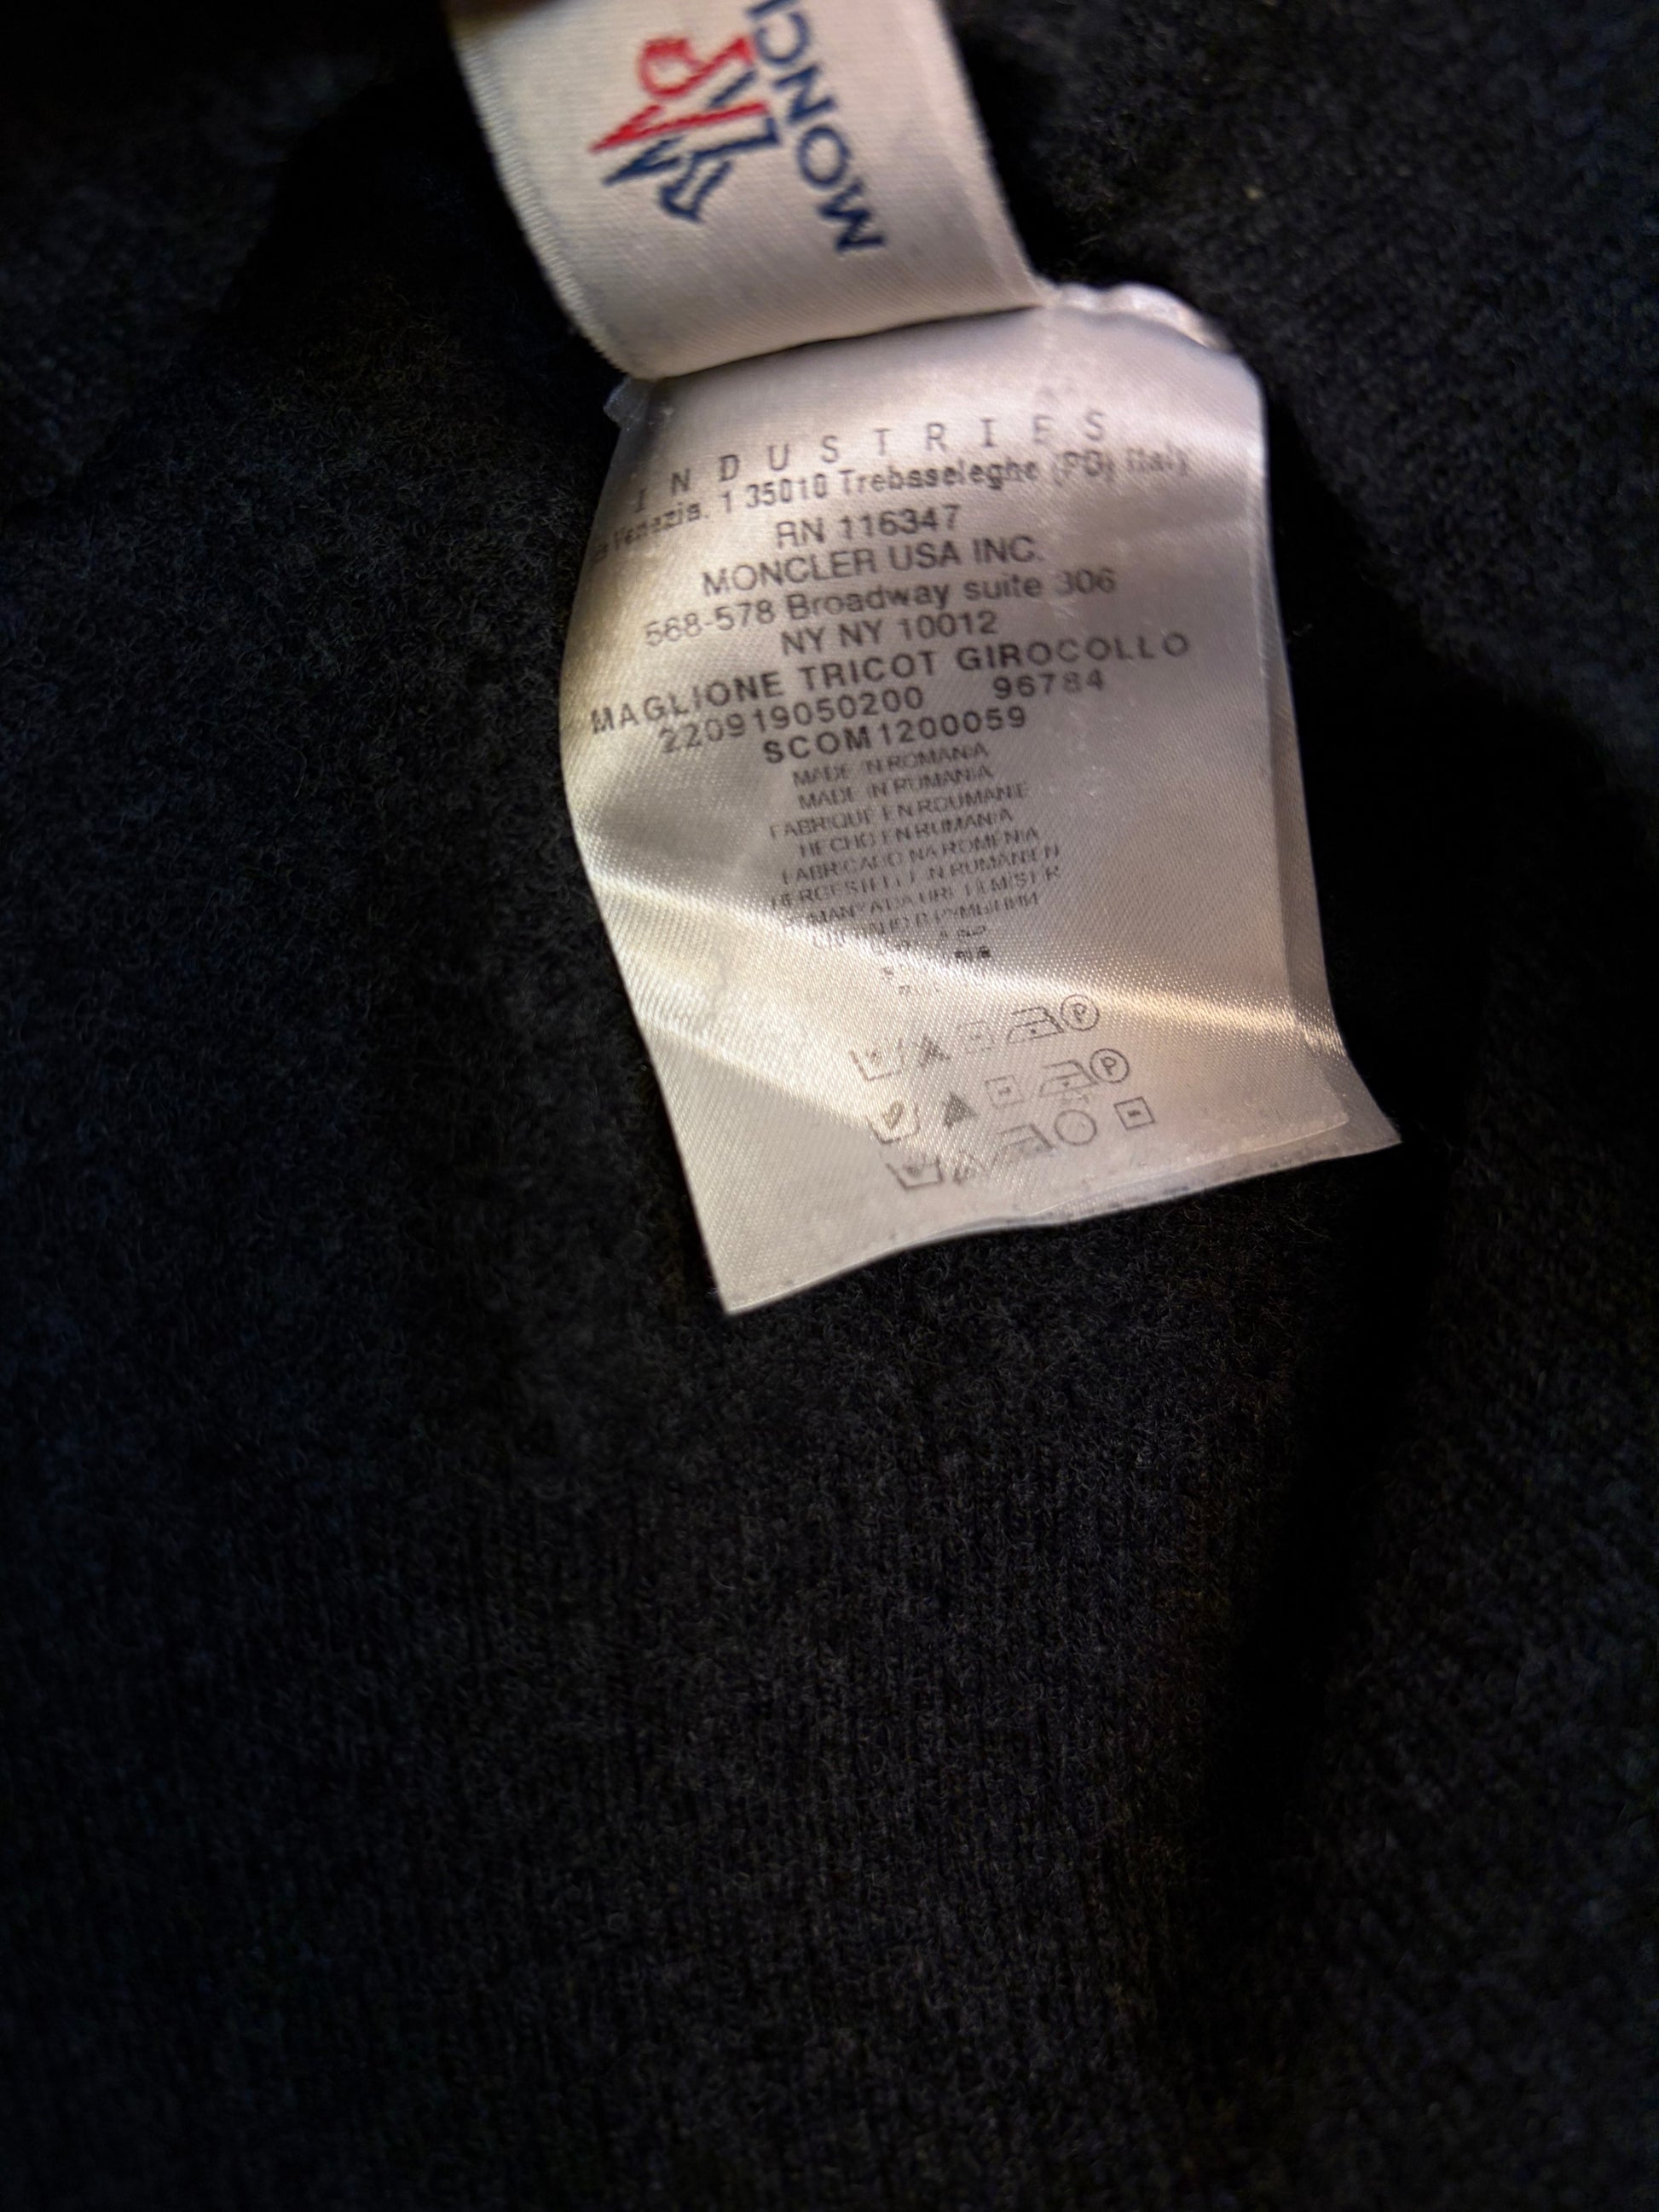 MONCL
INDUSTRIES
Venezia. 1 35010 Trebaseleghe (PD) Italy
RN 116347
MONCLER USA INC.
568-578 Broadway suite 306
NY NY 10012
MAGLIONE TRICOT GIROCOLLO
220919050200 96784
SCOM1200059
MADE IN ROMANIA
MADE IN RUMANIA
FABRIQUE EN ROUMANIE
HECHO EN RUMANIA
FABRICADO NA ROMENIA
HERGESTELLT IN RUMÄNIEN
P
P